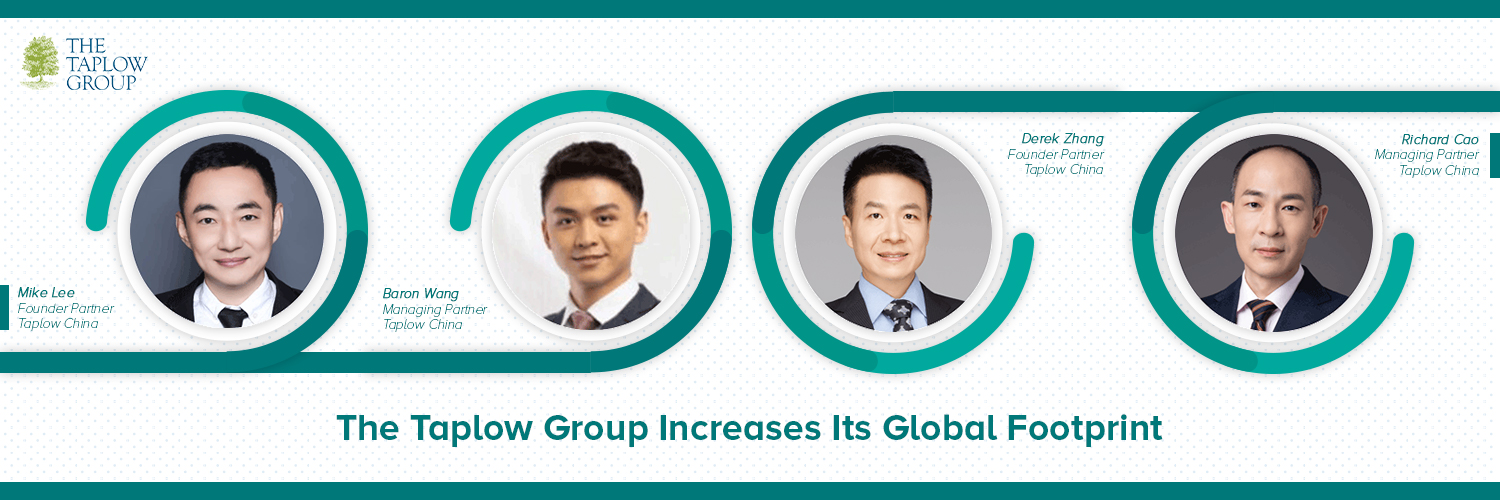 THE
TAPLOW
GROUP
Mike Lee
Founder Partner
Taplow China
Baron Wang
Managing Partner
Taplow China
Derek Zhang
Founder Partner
Taplow China
Richard Cao
Managing Partner
Taplow China
The Taplow Group Increases Its Global Footprint